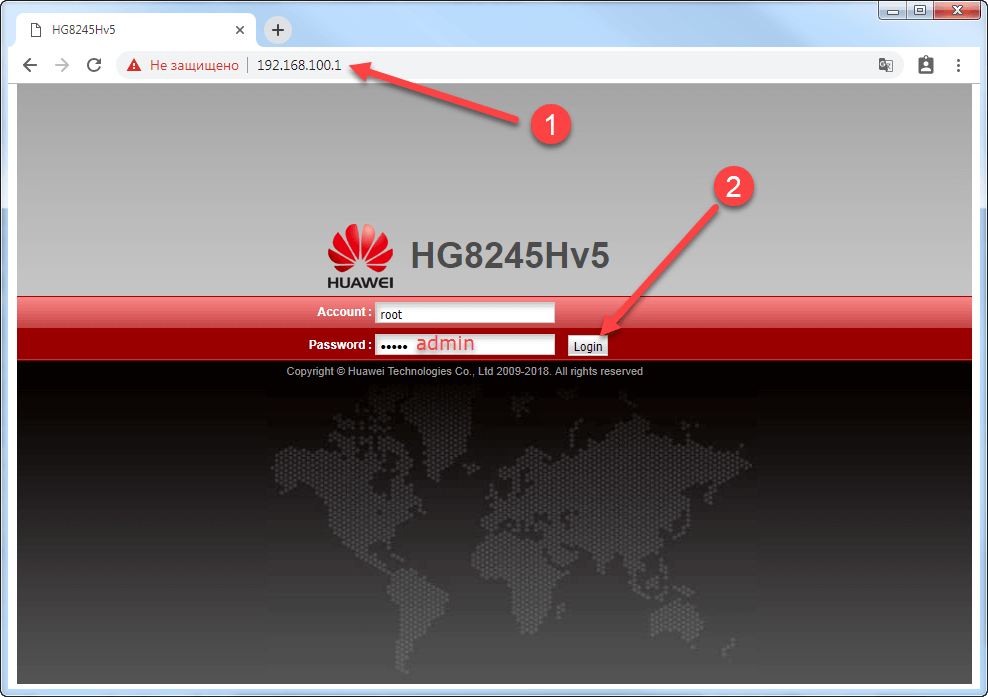 HG8245Hv5
Не защищено 192.168.100.1
1
2
HG8245Hv5
HUAWEI
Account : root
Password : ••••• admin Login
Copyright © Huawei Technologies Co., Ltd 2009-2018. All rights reserved